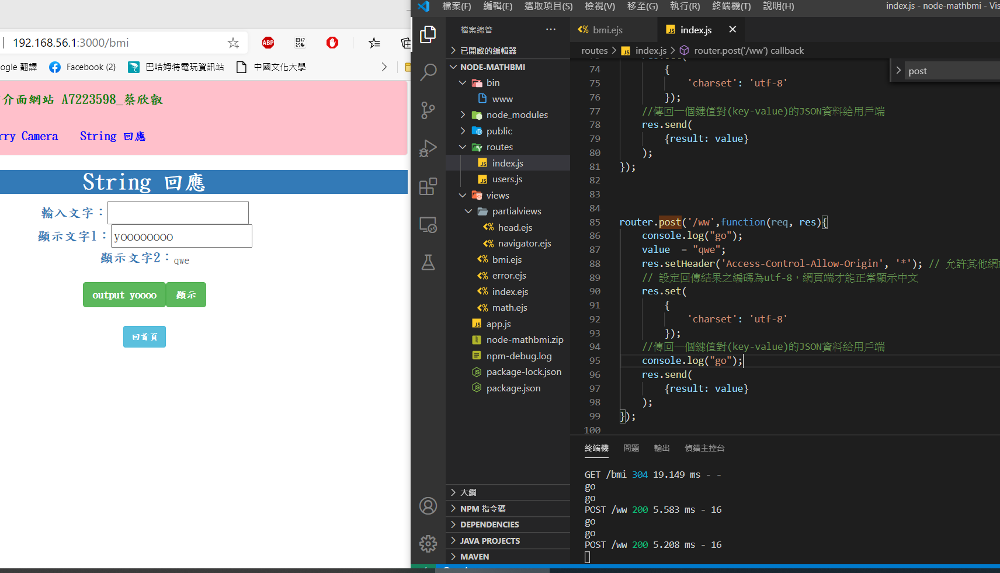 192.168.56.1:3000/bmi
ogle 翻譯 Facebook (2) 巴哈姆特電玩資訊站 中國文化大學
ABP
介面網站 A7223598_蔡欣叡
rry Camera String 回應
String 回應
輸入文字：
顯示文字1：yoooooooo
顯示文字2：qwe
output yoooo 顯示
回首頁
檔案(F) 編輯(E) 選取項目(S) 檢視(V) 移至(G) 執行(R) 終端機(T) 說明(H) index.js - node-mathbmi - Vis
檔案總管 ···
已開啟的編輯器
NODE-MATHBMI
bin
www
node_modules
public
routes
JS index.js
JS users.js
views
partialviews
<% head.ejs
<% navigator.ejs
<% bmi.ejs
<% error.ejs
<% index.ejs
<% math.ejs
JS app.js
node-mathbmi.zip
npm-debug.log
package-lock.json
package.json
大綱
NPM 指令碼
DEPENDENCIES
JAVA PROJECTS
MAVEN
<% bmi.ejs JS index.js ×
routes > JS index.js > router.post('/ww') callback
post
74 {
75 'charset': 'utf-8'
76 });
77 //傳回一個鍵值對(key-value)的JSON資料給用戶端
78 res.send(
79 {result: value}
80 );
81 });
82
83
84
85 router.post('/ww',function(req, res){
86 console.log("go");
87 value  = "qwe";
88 res.setHeader('Access-Control-Allow-Origin', '*'); // 允許其他網
89 // 設定回傳結果之編碼為utf-8，網頁端才能正常顯示中文
90 res.set(
91 {
92 'charset': 'utf-8'
93 });
94 //傳回一個鍵值對(key-value)的JSON資料給用戶端
95 console.log("go");
96 res.send(
97 {result: value}
98 );
99 });
100
終端機 問題 輸出 偵錯主控台
GET /bmi 304 19.149 ms - -
go
go
POST /ww 200 5.583 ms - 16
go
go
POST /ww 200 5.208 ms - 16